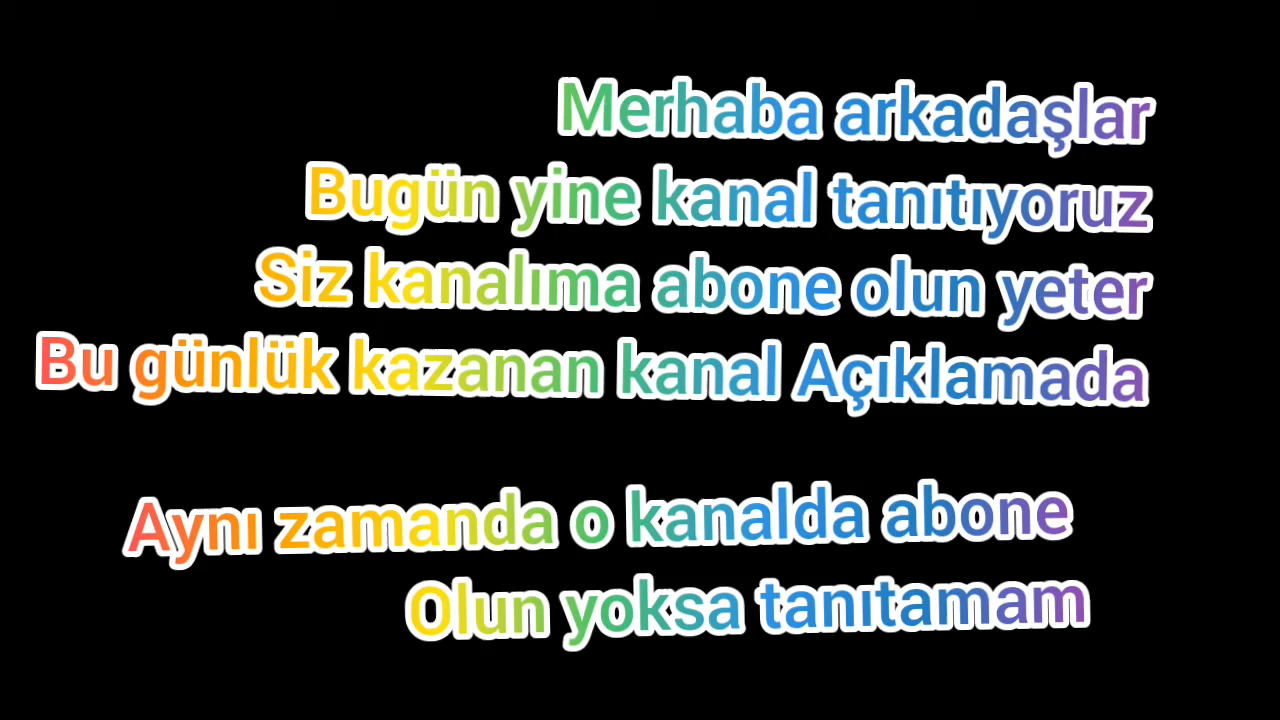 Merhaba arkadaşlar
Bugün yine kanal tanıtıyoruz
Siz kanalıma abone olun yeter
Bu günlük kazanan kanal Açıklamada
Aynı zamanda o kanalda abone
Olun yoksa tanıtamam